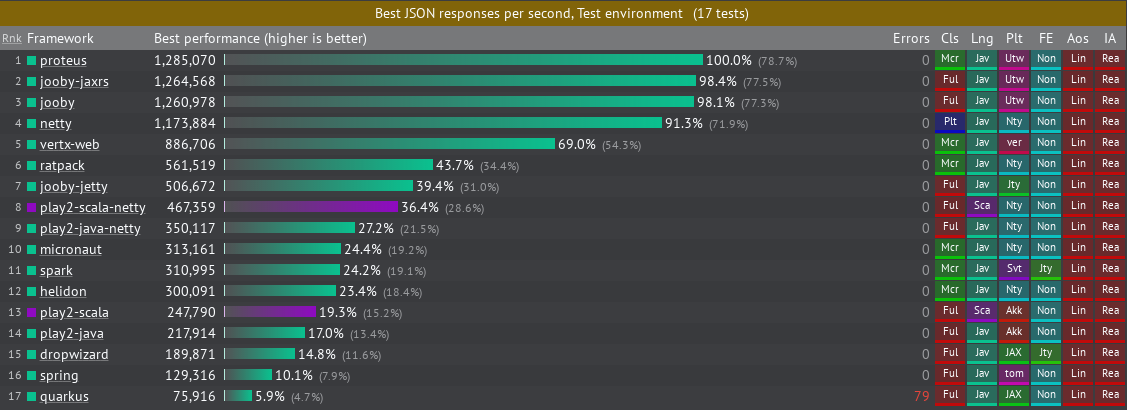 Best JSON responses per second, Test environment (17 tests)
Rnk Framework Best performance (higher is better) Errors Cls Lng Plt FE Aos IA
1 proteus 1,285,070 100.0% (78.7%) 0 Mcr Jav Utw Non Lin Rea
2 jooby-jaxrs 1,264,568 98.4% (77.5%) 0 Ful Jav Utw Non Lin Rea
3 jooby 1,260,978 98.1% (77.3%) 0 Ful Jav Utw Non Lin Rea
4 netty 1,173,884 91.3% (71.9%) 0 Plt Jav Nty Non Lin Rea
5 vertx-web 886,706 69.0% (54.3%) 0 Mcr Jav ver Non Lin Rea
6 ratpack 561,519 43.7% (34.4%) 0 Mcr Jav Nty Non Lin Rea
7 jooby-jetty 506,672 39.4% (31.0%) 0 Ful Jav Jty Non Lin Rea
8 play2-scala-netty 467,359 36.4% (28.6%) 0 Ful Sca Nty Non Lin Rea
9 play2-java-netty 350,117 27.2% (21.5%) 0 Ful Jav Nty Non Lin Rea
10 micronaut 313,161 24.4% (19.2%) 0 Mcr Jav Nty Non Lin Rea
11 spark 310,995 24.2% (19.1%) 0 Mcr Jav Svt Jty Lin Rea
12 helidon 300,091 23.4% (18.4%) 0 Mcr Jav Nty Non Lin Rea
13 play2-scala 247,790 19.3% (15.2%) 0 Ful Sca Akk Non Lin Rea
14 play2-java 217,914 17.0% (13.4%) 0 Ful Jav Akk Non Lin Rea
15 dropwizard 189,871 14.8% (11.6%) 0 Ful Jav JAX Jty Lin Rea
16 spring 129,316 10.1% (7.9%) 0 Ful Jav tom Non Lin Rea
17 quarkus 75,916 5.9% (4.7%) 79 Ful Jav JAX Non Lin Rea